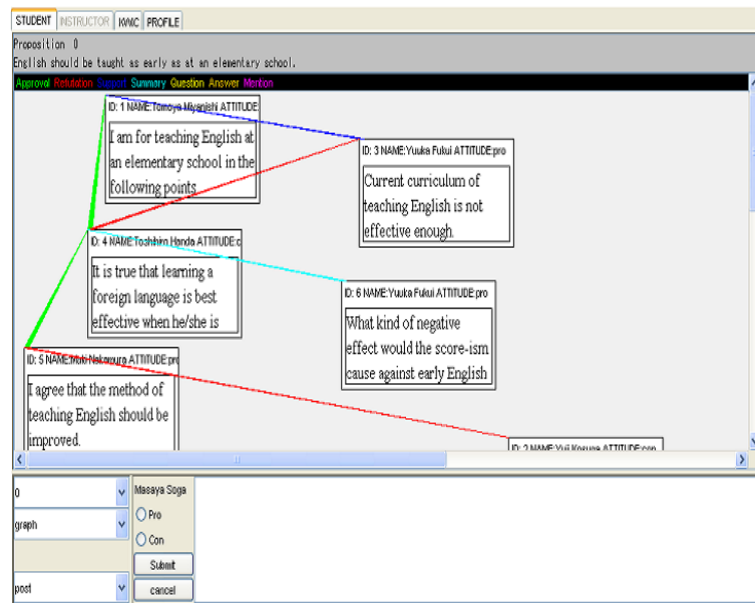 STUDENT INSTRUCTOR KWIC PROFILE
Proposition 0
English should be taught as early as at an elementary school.
Approval Refutation Support Summary Question Answer Mention
ID: 1 NAME:Tomoya Miyanishi ATTITUDE:
I am for teaching English at
an elementary school in the
following points
ID: 3 NAME:Yuuka Fukui ATTITUDE:pro
Current curriculum of
teaching English is not
effective enough.
ID: 4 NAME:Toshihiro Handa ATTITUDE:c
It is true that learning a
foreign language is best
effective when he/she is
ID: 6 NAME:Yuuka Fukui ATTITUDE:pro
What kind of negative
effect would the score-ism
cause against early English
ID: 5 NAME:Maki Nakamura ATTITUDE:pro
I agree that the method of
teaching English should be
improved.
ID: 2 NAME:Yuji Kosuga ATTITUDE:con
0
graph
post
Masaya Soga
Pro
Con
Submit
cancel